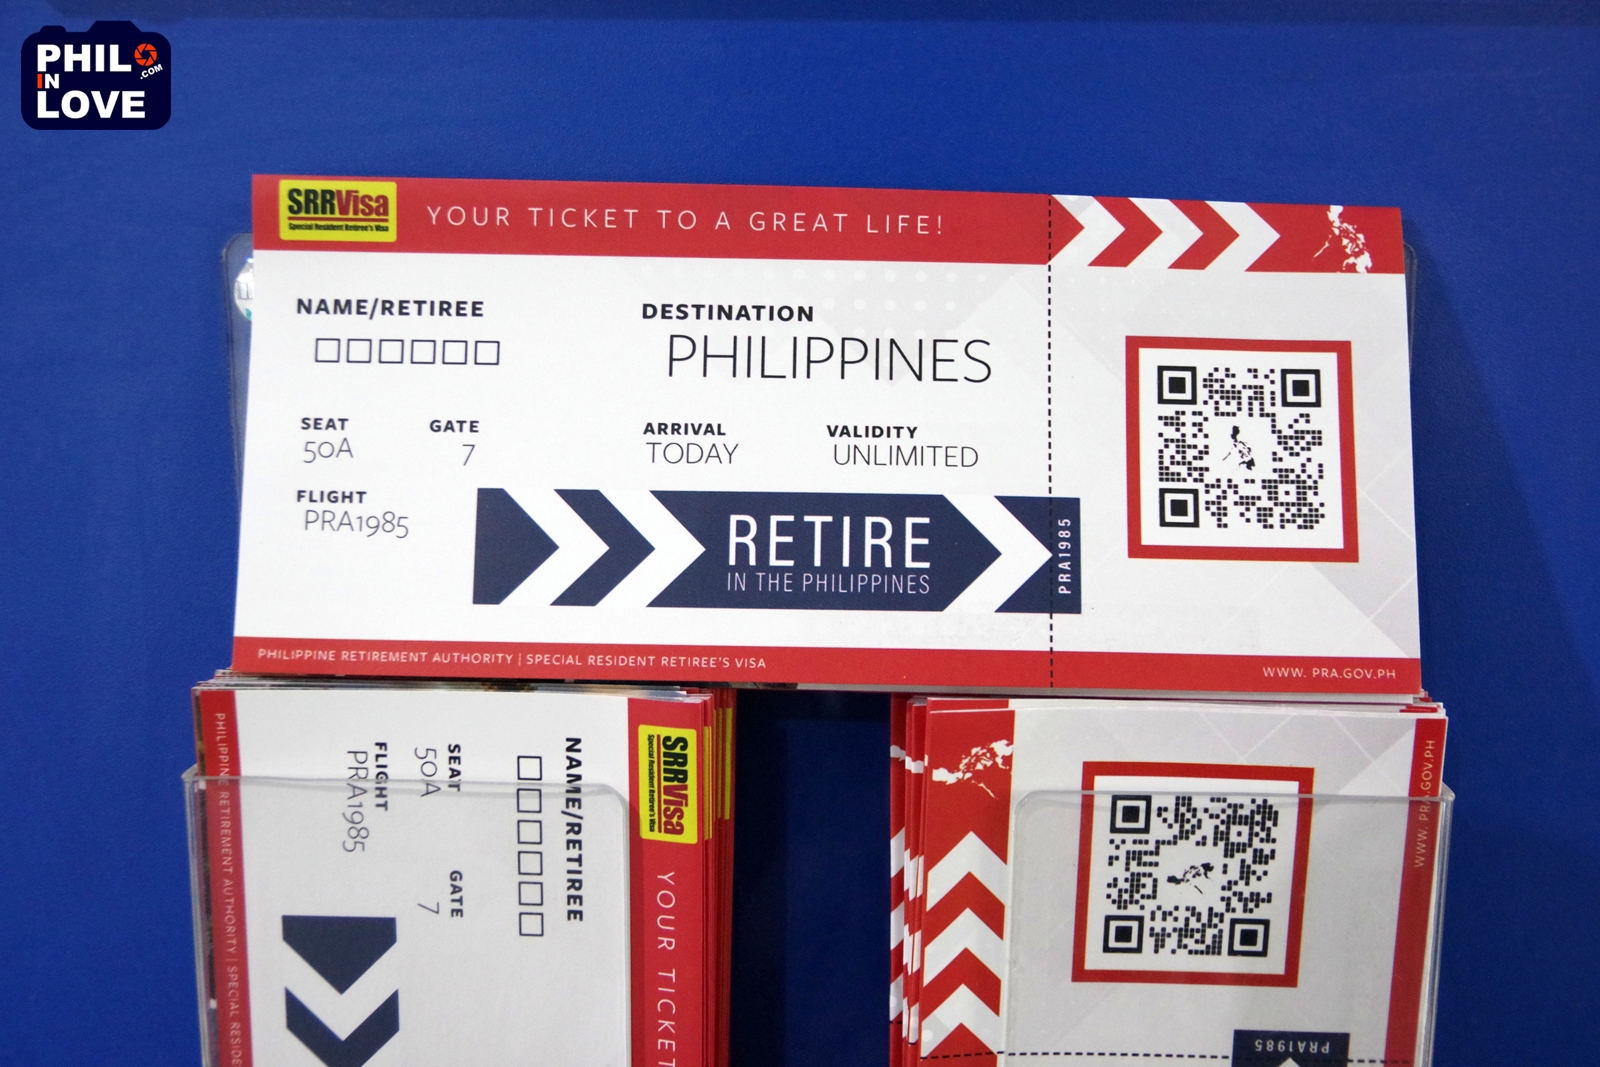 PHIL
.COM
IN
LOVE
SRRVisa
Special Resident Retiree's Visa
YOUR TICKET TO A GREAT LIFE!
NAME/RETIREE
DESTINATION
PHILIPPINES
SEAT
GATE
ARRIVAL
VALIDITY
50A
7
TODAY
UNLIMITED
FLIGHT
PRA1985
RETIRE
IN THE PHILIPPINES
PRA1985
PHILIPPINE RETIREMENT AUTHORITY | SPECIAL RESIDENT RETIREE'S VISA
WWW. PRA.GOV.PH
SRRVisa
Special Resident Retiree's Visa
YOUR TICKET
NAME/RETIREE
SEAT
50A
GATE
7
FLIGHT
PRA1985
PHILIPPINE RETIREMENT AUTHORITY | SPECIAL RESIDE
WWW. PRA.GOV.PH
PRA1985